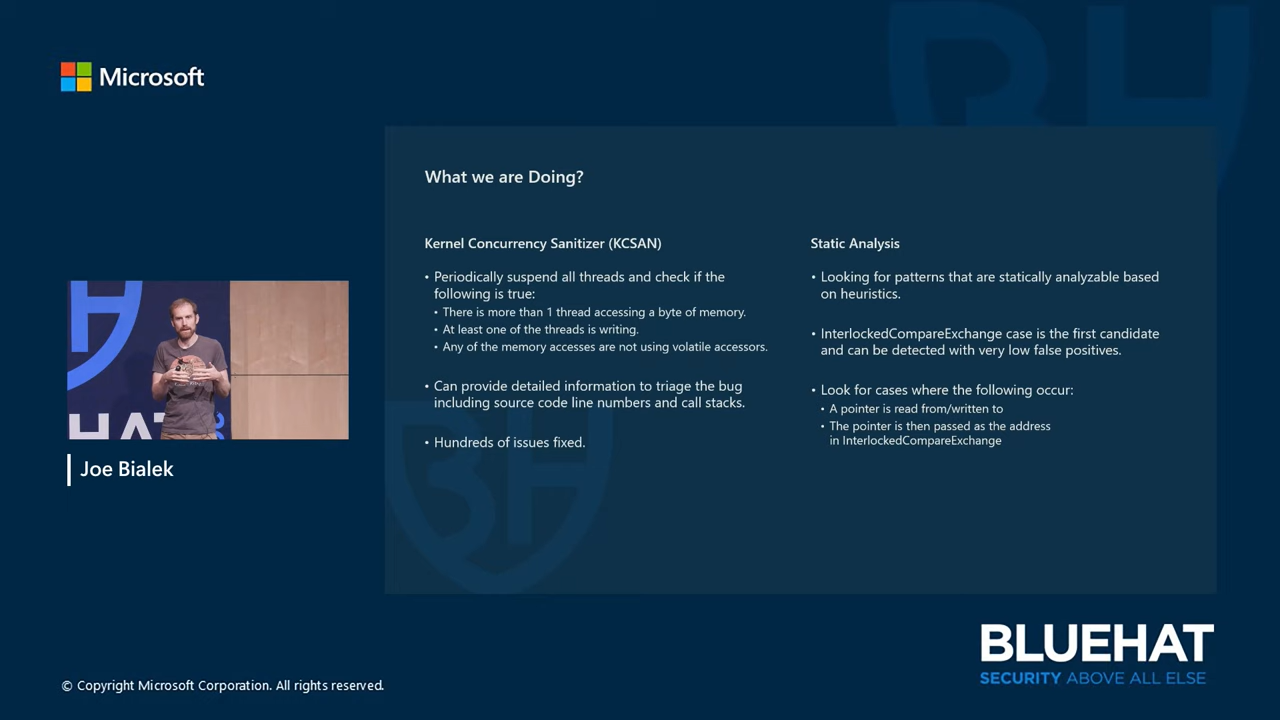 Microsoft
What we are Doing?
Kernel Concurrency Sanitizer (KCSAN)
• Periodically suspend all threads and check if the
following is true:
• There is more than 1 thread accessing a byte of memory.
• At least one of the threads is writing.
• Any of the memory accesses are not using volatile accessors.
• Can provide detailed information to triage the bug
including source code line numbers and call stacks.
• Hundreds of issues fixed.
Static Analysis
• Looking for patterns that are statically analyzable based
on heuristics.
• InterlockedCompareExchange case is the first candidate
and can be detected with very low false positives.
• Look for cases where the following occur:
• A pointer is read from/written to
• The pointer is then passed as the address
in InterlockedCompareExchange
Joe Bialek
BLUEHAT
SECURITY ABOVE ALL ELSE
© Copyright Microsoft Corporation. All rights reserved.